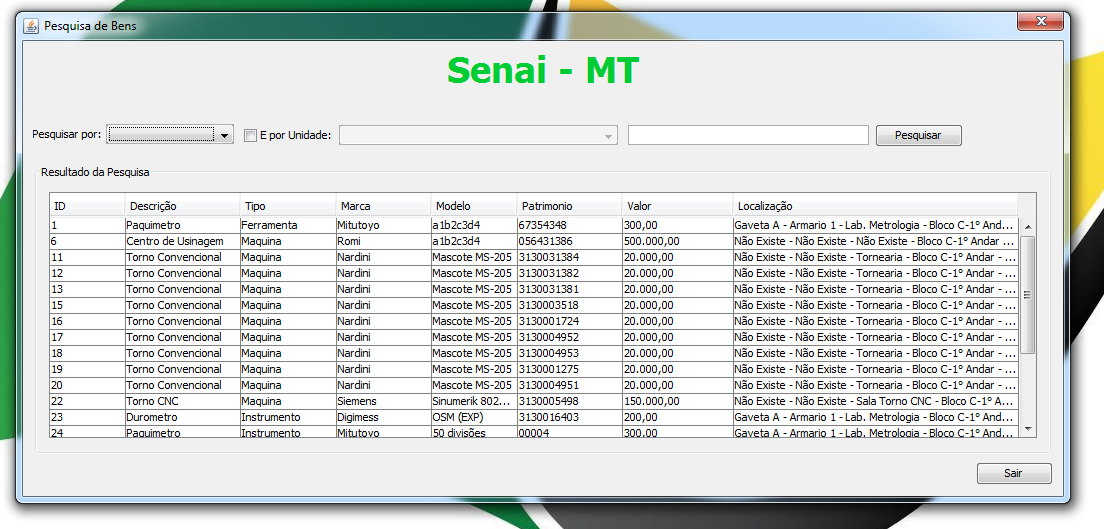 Pesquisa de Bens
Senai - MT
Pesquisar por: E por Unidade: Pesquisar
Resultado da Pesquisa
ID Descrição Tipo Marca Modelo Patrimonio Valor Localização
1 Paquimetro Ferramenta Mitutoyo a1b2c3d4 67354348 300,00 Gaveta A - Armario 1 - Lab. Metrologia - Bloco C-1º And...
6 Centro de Usinagem Maquina Romi a1b2c3d4 056431386 500.000,00 Não Existe - Não Existe - Não Existe - Bloco C-1º Andar ...
11 Torno Convencional Maquina Nardini Mascote MS-205 3130031384 20.000,00 Não Existe - Não Existe - Tornearia - Bloco C-1º Andar - ...
12 Torno Convencional Maquina Nardini Mascote MS-205 3130031382 20.000,00 Não Existe - Não Existe - Tornearia - Bloco C-1º Andar - ...
13 Torno Convencional Maquina Nardini Mascote MS-205 3130031381 20.000,00 Não Existe - Não Existe - Tornearia - Bloco C-1º Andar - ...
15 Torno Convencional Maquina Nardini Mascote MS-205 3130003518 20.000,00 Não Existe - Não Existe - Tornearia - Bloco C-1º Andar - ...
16 Torno Convencional Maquina Nardini Mascote MS-205 3130001724 20.000,00 Não Existe - Não Existe - Tornearia - Bloco C-1º Andar - ...
17 Torno Convencional Maquina Nardini Mascote MS-205 3130004952 20.000,00 Não Existe - Não Existe - Tornearia - Bloco C-1º Andar - ...
18 Torno Convencional Maquina Nardini Mascote MS-205 3130004953 20.000,00 Não Existe - Não Existe - Tornearia - Bloco C-1º Andar - ...
19 Torno Convencional Maquina Nardini Mascote MS-205 3130001275 20.000,00 Não Existe - Não Existe - Tornearia - Bloco C-1º Andar - ...
20 Torno Convencional Maquina Nardini Mascote MS-205 3130004951 20.000,00 Não Existe - Não Existe - Tornearia - Bloco C-1º Andar - ...
22 Torno CNC Maquina Siemens Sinumerik 802... 3130005498 150.000,00 Não Existe - Não Existe - Sala Torno CNC - Bloco C-1º A...
23 Durometro Instrumento Digimess OSM (EXP) 3130016403 200,00 Gaveta A - Armario 1 - Lab. Metrologia - Bloco C-1º And...
24 Paquimetro Instrumento Mitutoyo 50 divisões 00004 300,00 Gaveta A - Armario 1 - Lab. Metrologia - Bloco C-1º And...
Sair